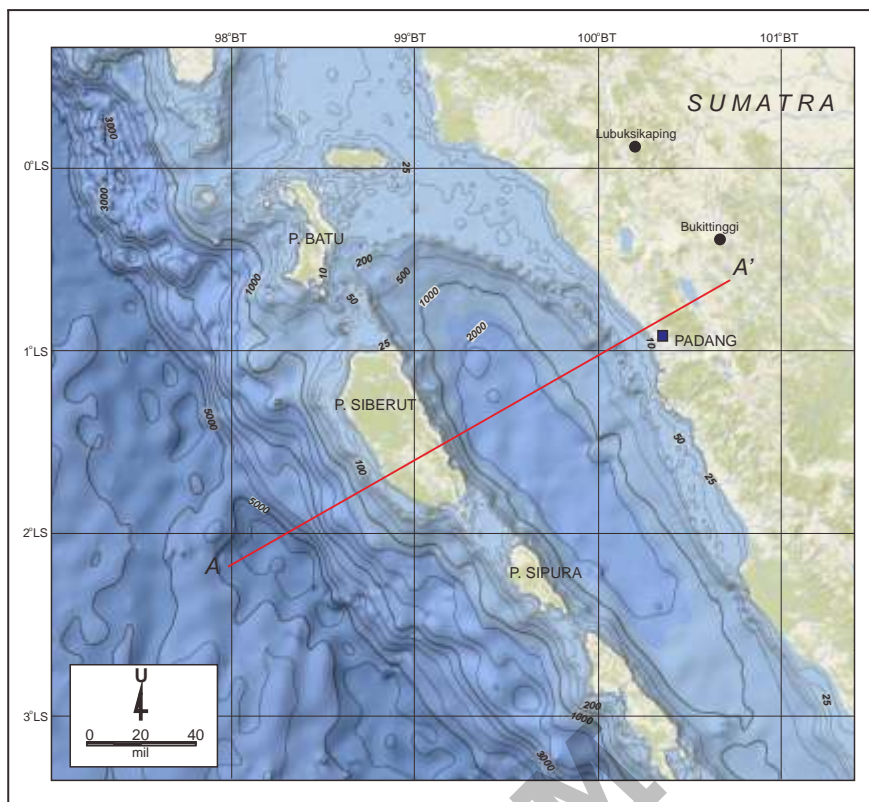 98°BT
99°BT
100°BT
101°BT
SUMATRA
3000
Lubuksikaping
0°LS
25
3000
P. BATU
Bukittinggi
200
10
500
A'
1000
1000
50
2000
1°LS
25
10
PADANG
P. SIBERUT
5000
50
100
25
5000
2°LS
A
P. SIPURA
U
200
25
3°LS
1000
0 20 40
mil
3000
M